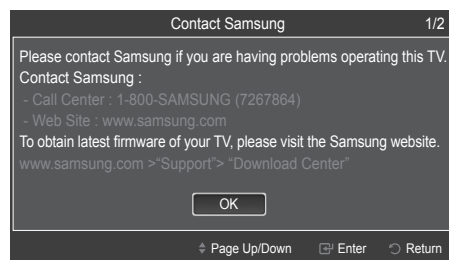 Contact Samsung 1/2
Please contact Samsung if you are having problems operating this TV.
Contact Samsung :
- Call Center : 1-800-SAMSUNG (7267864)
- Web Site : www.samsung.com
To obtain latest firmware of your TV, please visit the Samsung website.
www.samsung.com >“Support”> “Download Center”
OK
Page Up/Down Enter Return